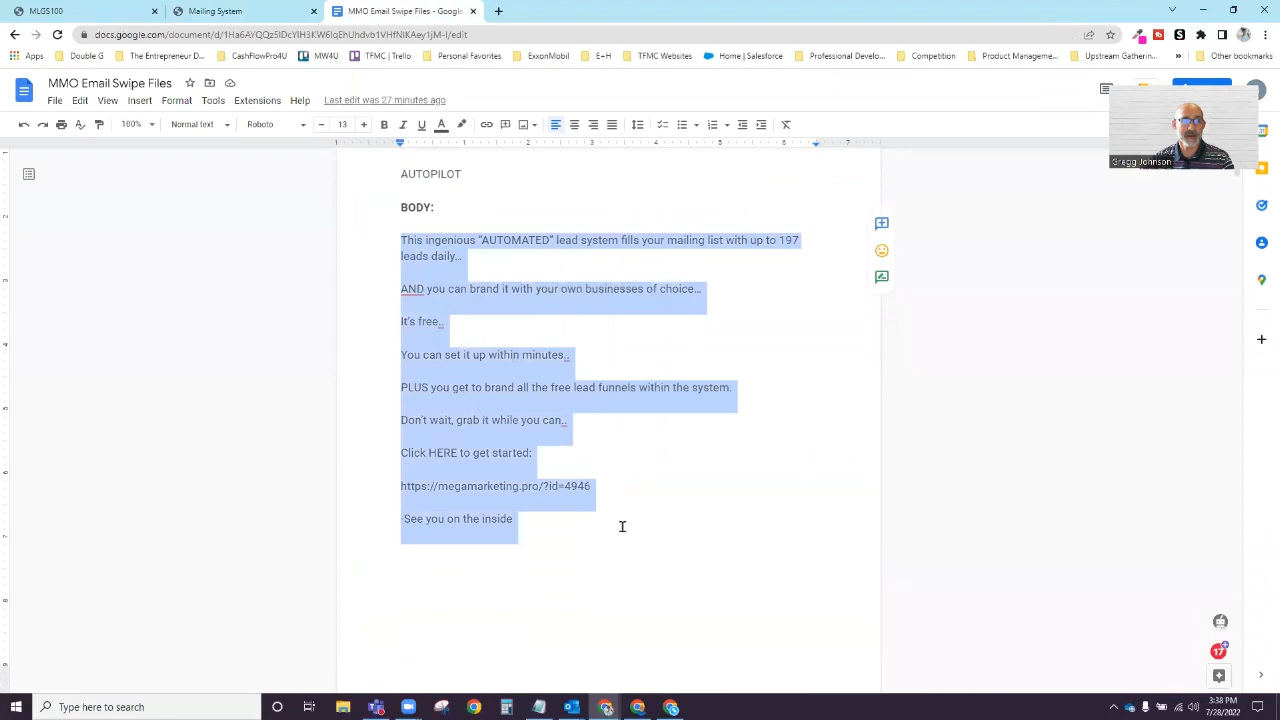 MLGS100
Mailing System
MMO Email Swipe Files - Google
docs.google.com/document/d/1Ha6AYQQz5IDcYIH3KW6IqEhUhdvb1VHfNIKAey1jM-I/edit
Apps
Double G
The Entrepreneur D...
CashFlowPro4U
MW4U
TFMC | Trello
Prophet Business...
ExxonMobil
E+H
TFMC Websites
Home | Salesforce
Professional Develo...
Competition
Project Manageme...
Upstream Gatherin...
»
Other bookmarks
MMO Email Swipe Files
File Edit View Insert Format Tools Extensions Help Last edit was 27 minutes ago
100% Normal text Roboto 13
Gregg Johnson
AUTOPILOT
BODY:
This ingenious “AUTOMATED” lead system fills your mailing list with up to 197
leads daily…
AND you can brand it with your own businesses of choice…
It’s free..
You can set it up within minutes..
PLUS you get to brand all the free lead funnels within the system.
Don’t wait, grab it while you can..
Click HERE to get started:
https://megamarketing.pro/?id=4946
-See you on the inside
17
Type here to search
3:38 PM
7/28/2022